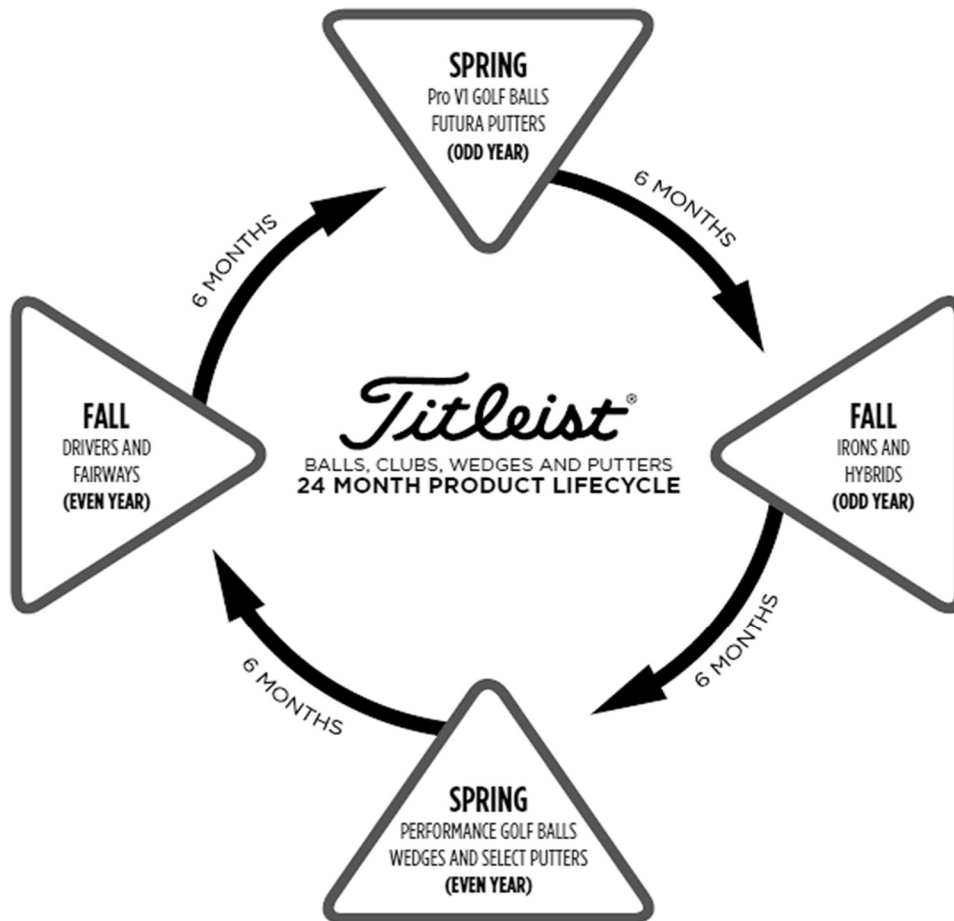 SPRING
Pro V1 GOLF BALLS
FUTURA PUTTERS
(ODD YEAR)
6 MONTHS
6 MONTHS
FALL
DRIVERS AND
FAIRWAYS
(EVEN YEAR)
Titleist®
BALLS, CLUBS, WEDGES AND PUTTERS
24 MONTH PRODUCT LIFECYCLE
FALL
IRONS AND
HYBRIDS
(ODD YEAR)
6 MONTHS
6 MONTHS
SPRING
PERFORMANCE GOLF BALLS
WEDGES AND SELECT PUTTERS
(EVEN YEAR)